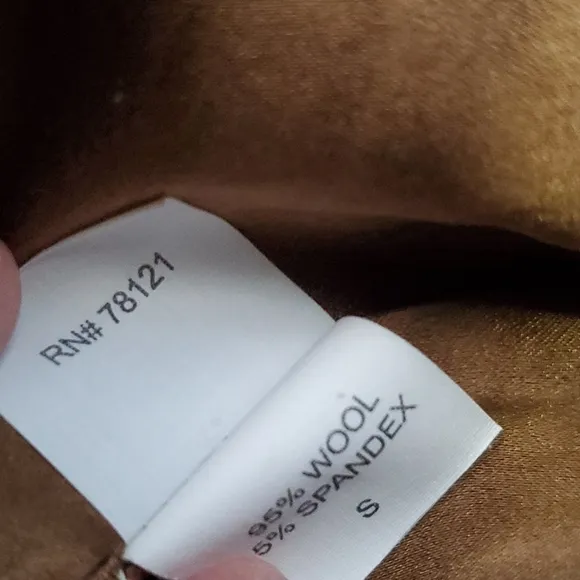 RN# 78121
95% WOOL
5% SPANDEX
S